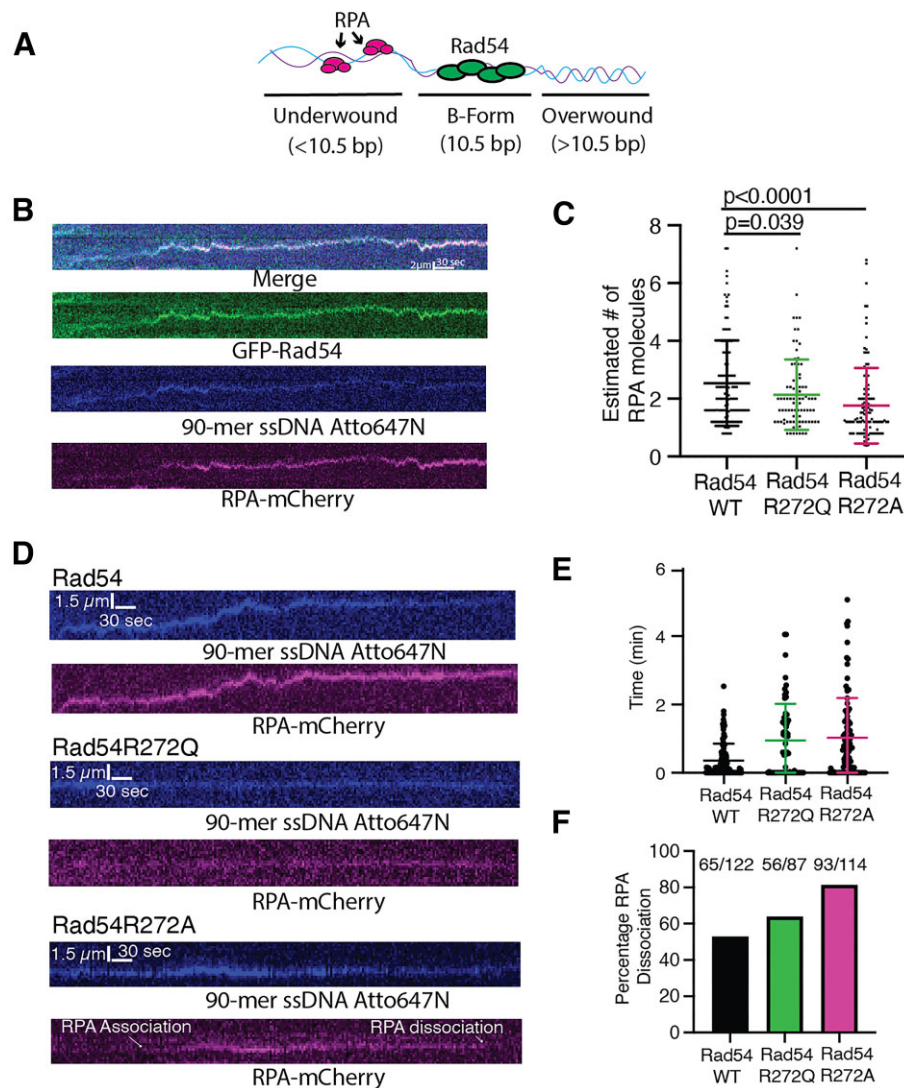 A
RPA
Rad54
Underwound
(<10.5 bp)
B-Form
(10.5 bp)
Overwound
(>10.5 bp)
B
2µm
30 sec
Merge
GFP-Rad54
90-mer ssDNA Atto647N
RPA-mCherry
C
p<0.0001
p=0.039
Estimated # of
RPA molecules
8
6
4
2
0
Rad54
WT
Rad54
R272Q
Rad54
R272A
D
Rad54
1.5 µm
30 sec
90-mer ssDNA Atto647N
RPA-mCherry
Rad54R272Q
1.5 µm
30 sec
90-mer ssDNA Atto647N
RPA-mCherry
Rad54R272A
1.5 µm
30 sec
90-mer ssDNA Atto647N
RPA Association
RPA dissociation
RPA-mCherry
E
Time (min)
6
4
2
0
Rad54
WT
Rad54
R272Q
Rad54
R272A
F
Percentage RPA
Dissociation
100
80
60
40
20
0
65/122
56/87
93/114
Rad54
WT
Rad54
R272Q
Rad54
R272A